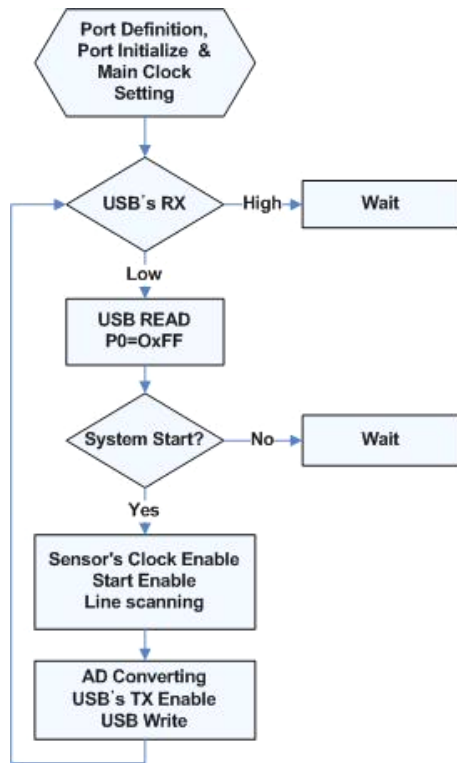 Port Definition,
Port Initialize &
Main Clock
Setting
USB's RX
High
Wait
Low
USB READ
P0=OxFF
System Start?
No
Wait
Yes
Sensor's Clock Enable
Start Enable
Line scanning
AD Converting
USB's TX Enable
USB Write